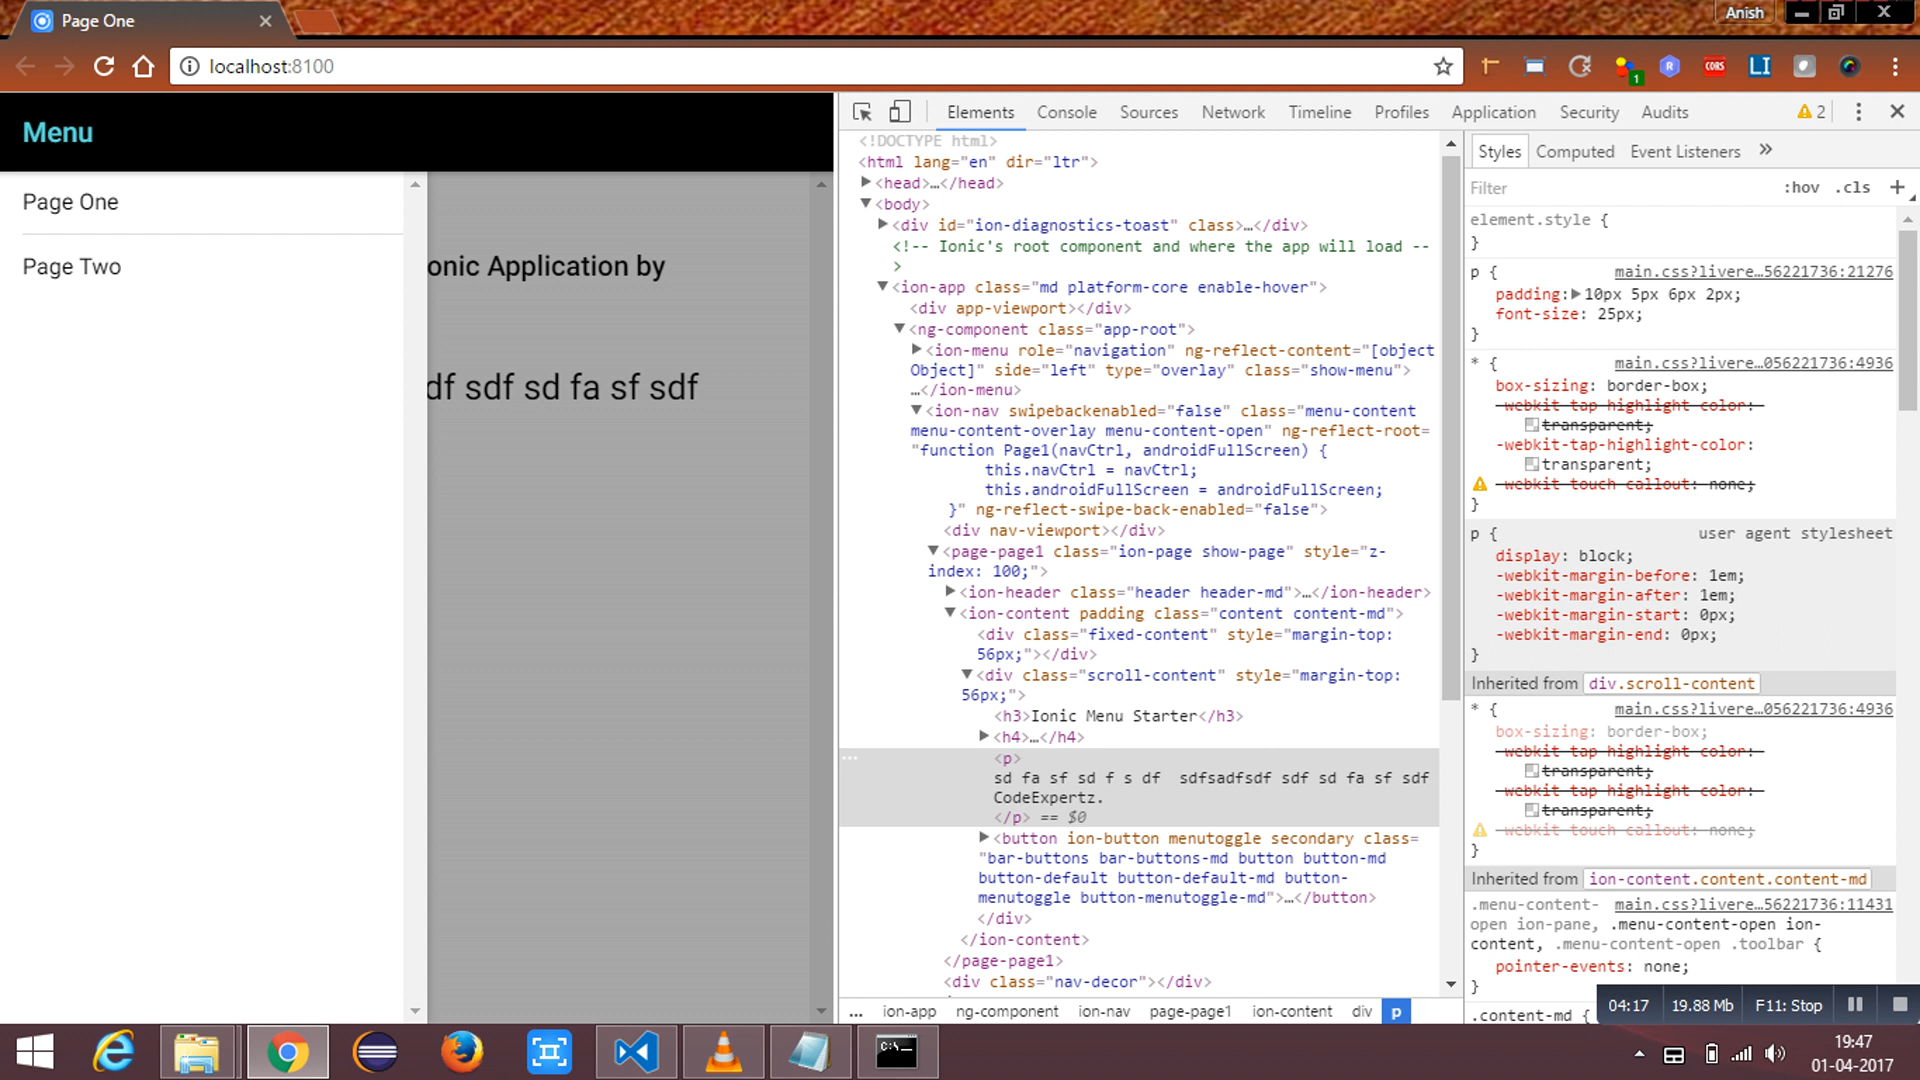 Page One
Anish
localhost:8100
1
R
CORS
LI
Menu
Page One
Page Two
onic Application by
df sdf sd fa sf sdf
Elements Console Sources Network Timeline Profiles Application Security Audits 2
<!DOCTYPE html>
<html lang="en" dir="ltr">
<head>…</head>
<body>
<div id="ion-diagnostics-toast" class>…</div>
<!-- Ionic's root component and where the app will load --
>
<ion-app class="md platform-core enable-hover">
<div app-viewport></div>
<ng-component class="app-root">
<ion-menu role="navigation" ng-reflect-content="[object
Object]" side="left" type="overlay" class="show-menu">
…</ion-menu>
<ion-nav swipebackenabled="false" class="menu-content
menu-content-overlay menu-content-open" ng-reflect-root=
"function Page1(navCtrl, androidFullScreen) {
this.navCtrl = navCtrl;
this.androidFullScreen = androidFullScreen;
}" ng-reflect-swipe-back-enabled="false">
<div nav-viewport></div>
<page-page1 class="ion-page show-page" style="z-
index: 100;">
<ion-header class="header header-md">…</ion-header>
<ion-content padding class="content content-md">
<div class="fixed-content" style="margin-top:
56px;"></div>
<div class="scroll-content" style="margin-top:
56px;">
<h3>Ionic Menu Starter</h3>
<h4>…</h4>
<p>
sd fa sf sd f s df  sdfsadfsdf sdf sd fa sf sdf
CodeExpertz.
</p> == $0
<button ion-button menutoggle secondary class=
"bar-buttons bar-buttons-md button button-md
button-default button-default-md button-
menutoggle button-menutoggle-md">…</button>
</div>
</ion-content>
</page-page1>
<div class="nav-decor"></div>
... ion-app ng-component ion-nav page-page1 ion-content div p
Styles Computed Event Listeners »
Filter :hov .cls +
element.style {
}
p { main.css?livere…56221736:21276
padding: 10px 5px 6px 2px;
font-size: 25px;
}
* { main.css?livere…056221736:4936
box-sizing: border-box;
-webkit-tap-highlight-color:
transparent;
-webkit-tap-highlight-color:
transparent;
-webkit-touch-callout: none;
}
p { user agent stylesheet
display: block;
-webkit-margin-before: 1em;
-webkit-margin-after: 1em;
-webkit-margin-start: 0px;
-webkit-margin-end: 0px;
}
Inherited from div.scroll-content
* { main.css?livere…056221736:4936
box-sizing: border-box;
-webkit-tap-highlight-color:
transparent;
-webkit-tap-highlight-color:
transparent;
-webkit-touch-callout: none;
}
Inherited from ion-content.content.content-md
.menu-content- main.css?livere…56221736:11431
open ion-pane, .menu-content-open ion-
content, .menu-content-open .toolbar {
pointer-events: none;
}
.content-md {
04:17 19.88 Mb F11: Stop
C:\.
19:47
01-04-2017